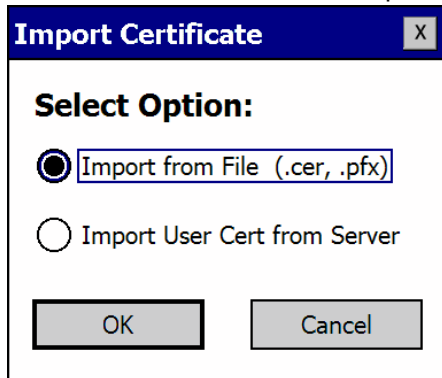 Import Certificate X
Select Option:
Import from File (.cer, .pfx)
Import User Cert from Server
OK Cancel